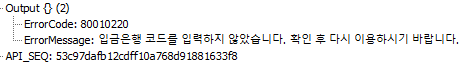 Output {} (2)
ErrorCode: 80010220
ErrorMessage: 입금은행 코드를 입력하지 않았습니다. 확인 후 다시 이용하시기 바랍니다.
API_SEQ: 53c97dafb12cdff10a768d91881633f8